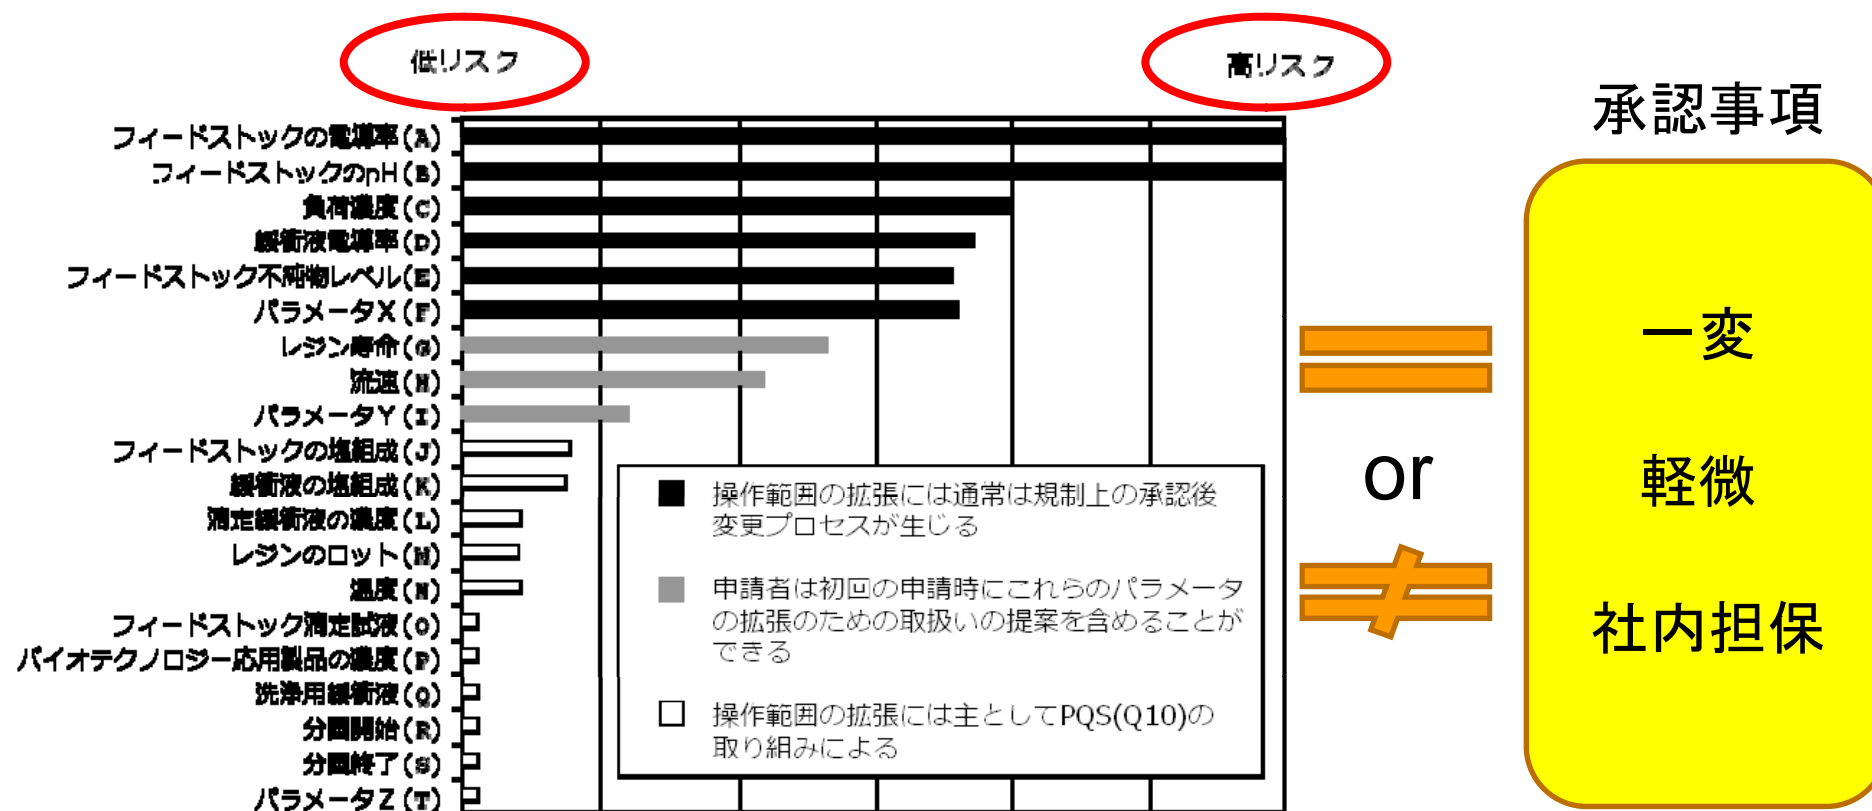 低リスク
高リスク
承認事項
フィードストックの電導率(A)
フィードストックのpH(B)
負荷濃度(C)
緩衝液電導率(D)
フィードストック不純物レベル(E)
パラメータX(F)
レジン寿命(G)
流速(H)
パラメータY(I)
フィードストックの塩組成(J)
緩衝液の塩組成(K)
測定緩衝液の濃度(L)
レジンのロット(M)
温度(N)
フィードストック測定試液(O)
バイオテクノロジー応用製品の濃度(P)
洗浄用緩衝液(Q)
分画開始(R)
分画終了(S)
パラメータZ(T)
操作範囲の拡張には通常は規制上の承認後
変更プロセスが生じる
申請者は初回の申請時にこれらのパラメータ
の拡張のための取扱いの提案を含めることが
できる
操作範囲の拡張には主としてPQS(Q10)の
取り組みによる
or
一変
軽微
社内担保